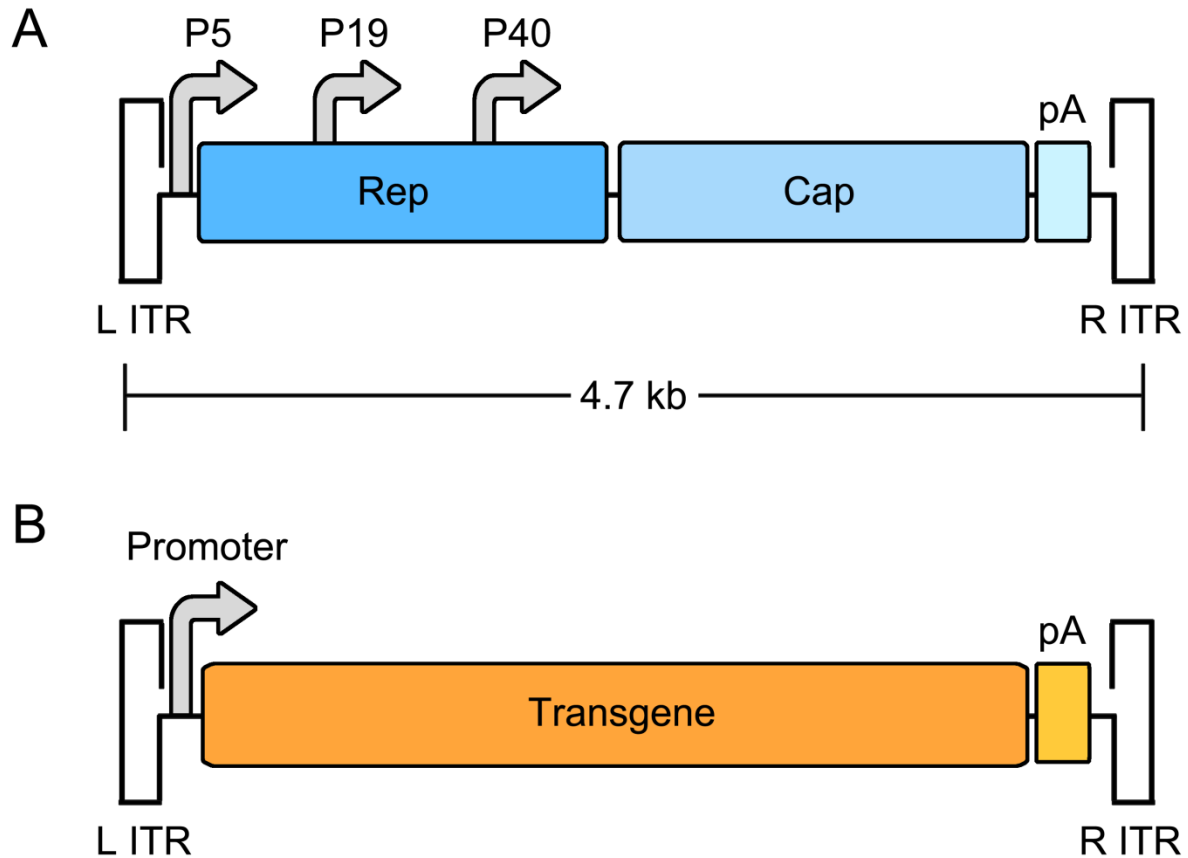 A
P5 P19 P40
pA
Rep Cap
L ITR R ITR
4.7 kb
B
Promoter
pA
Transgene
L ITR R ITR